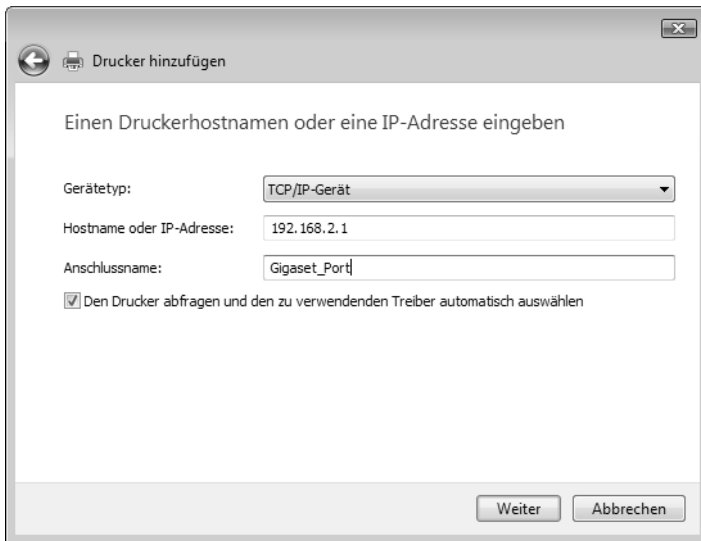 Drucker hinzufügen
Einen Druckerhostnamen oder eine IP-Adresse eingeben
Gerätetyp: TCP/IP-Gerät
Hostname oder IP-Adresse: 192.168.2.1
Anschlussname: Gigaset_Port
Den Drucker abfragen und den zu verwendenden Treiber automatisch auswählen
Weiter Abbrechen